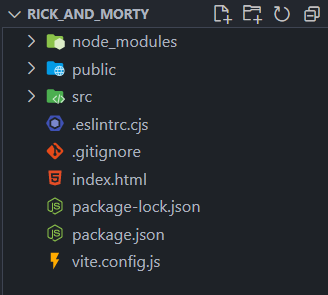 RICK_AND_MORTY
node_modules
public
src
.eslintrc.cjs
.gitignore
index.html
package-lock.json
package.json
vite.config.js